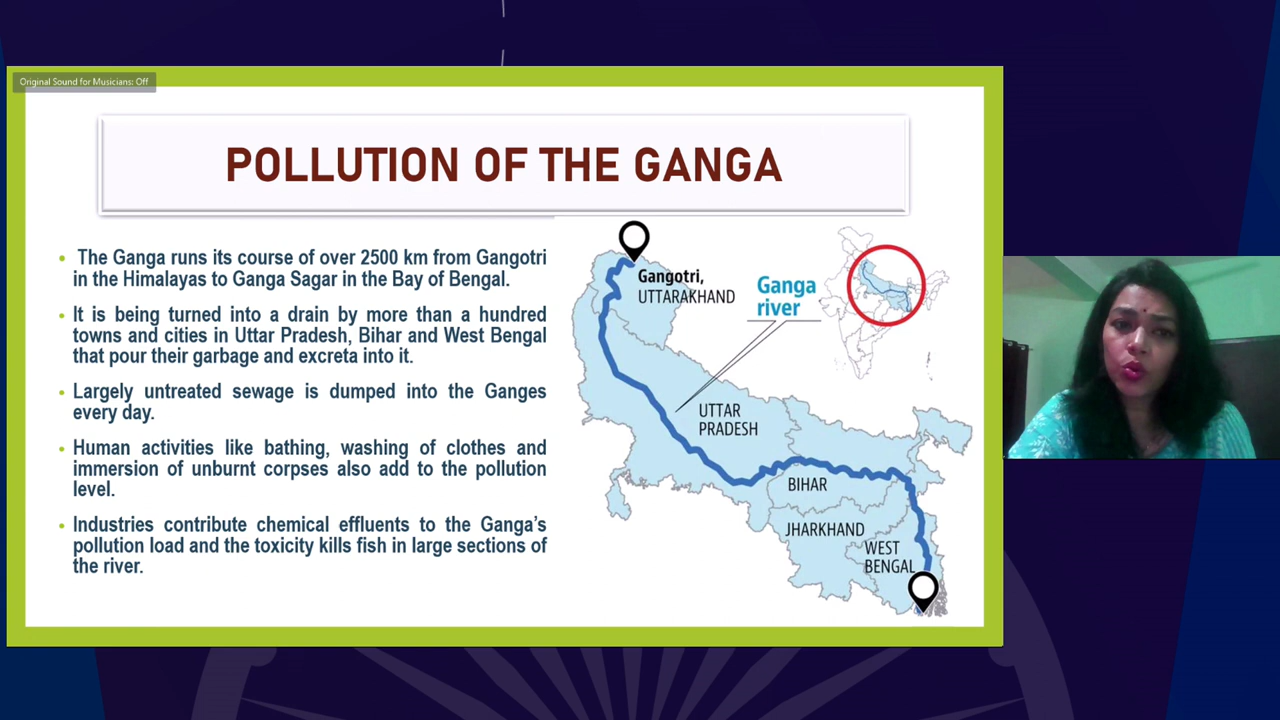 Original Sound for Musicians: Off
POLLUTION OF THE GANGA
• The Ganga runs its course of over 2500 km from Gangotri
in the Himalayas to Ganga Sagar in the Bay of Bengal.
• It is being turned into a drain by more than a hundred
towns and cities in Uttar Pradesh, Bihar and West Bengal
that pour their garbage and excreta into it.
• Largely untreated sewage is dumped into the Ganges
every day.
• Human activities like bathing, washing of clothes and
immersion of unburnt corpses also add to the pollution
level.
• Industries contribute chemical effluents to the Ganga’s
pollution load and the toxicity kills fish in large sections of
the river.
Gangotri,
UTTARAKHAND
Ganga
river
UTTAR
PRADESH
BIHAR
JHARKHAND
WEST
BENGAL